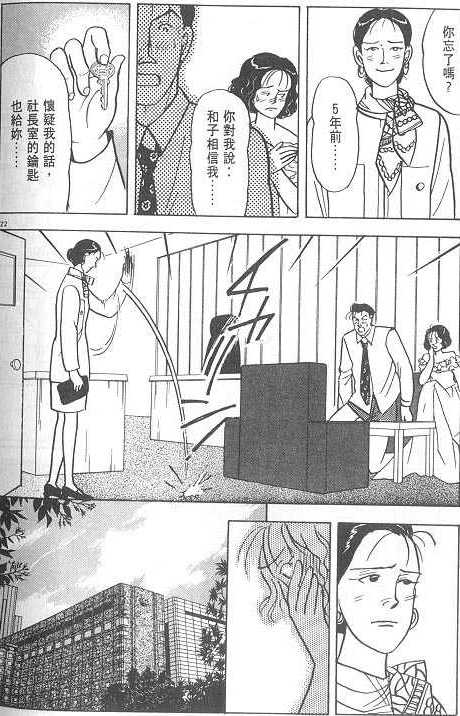 你忘了嗎？
5年前……
你對我說：
和子相信我……
懷疑我的話，
社長室的鑰匙
也給妳……
22